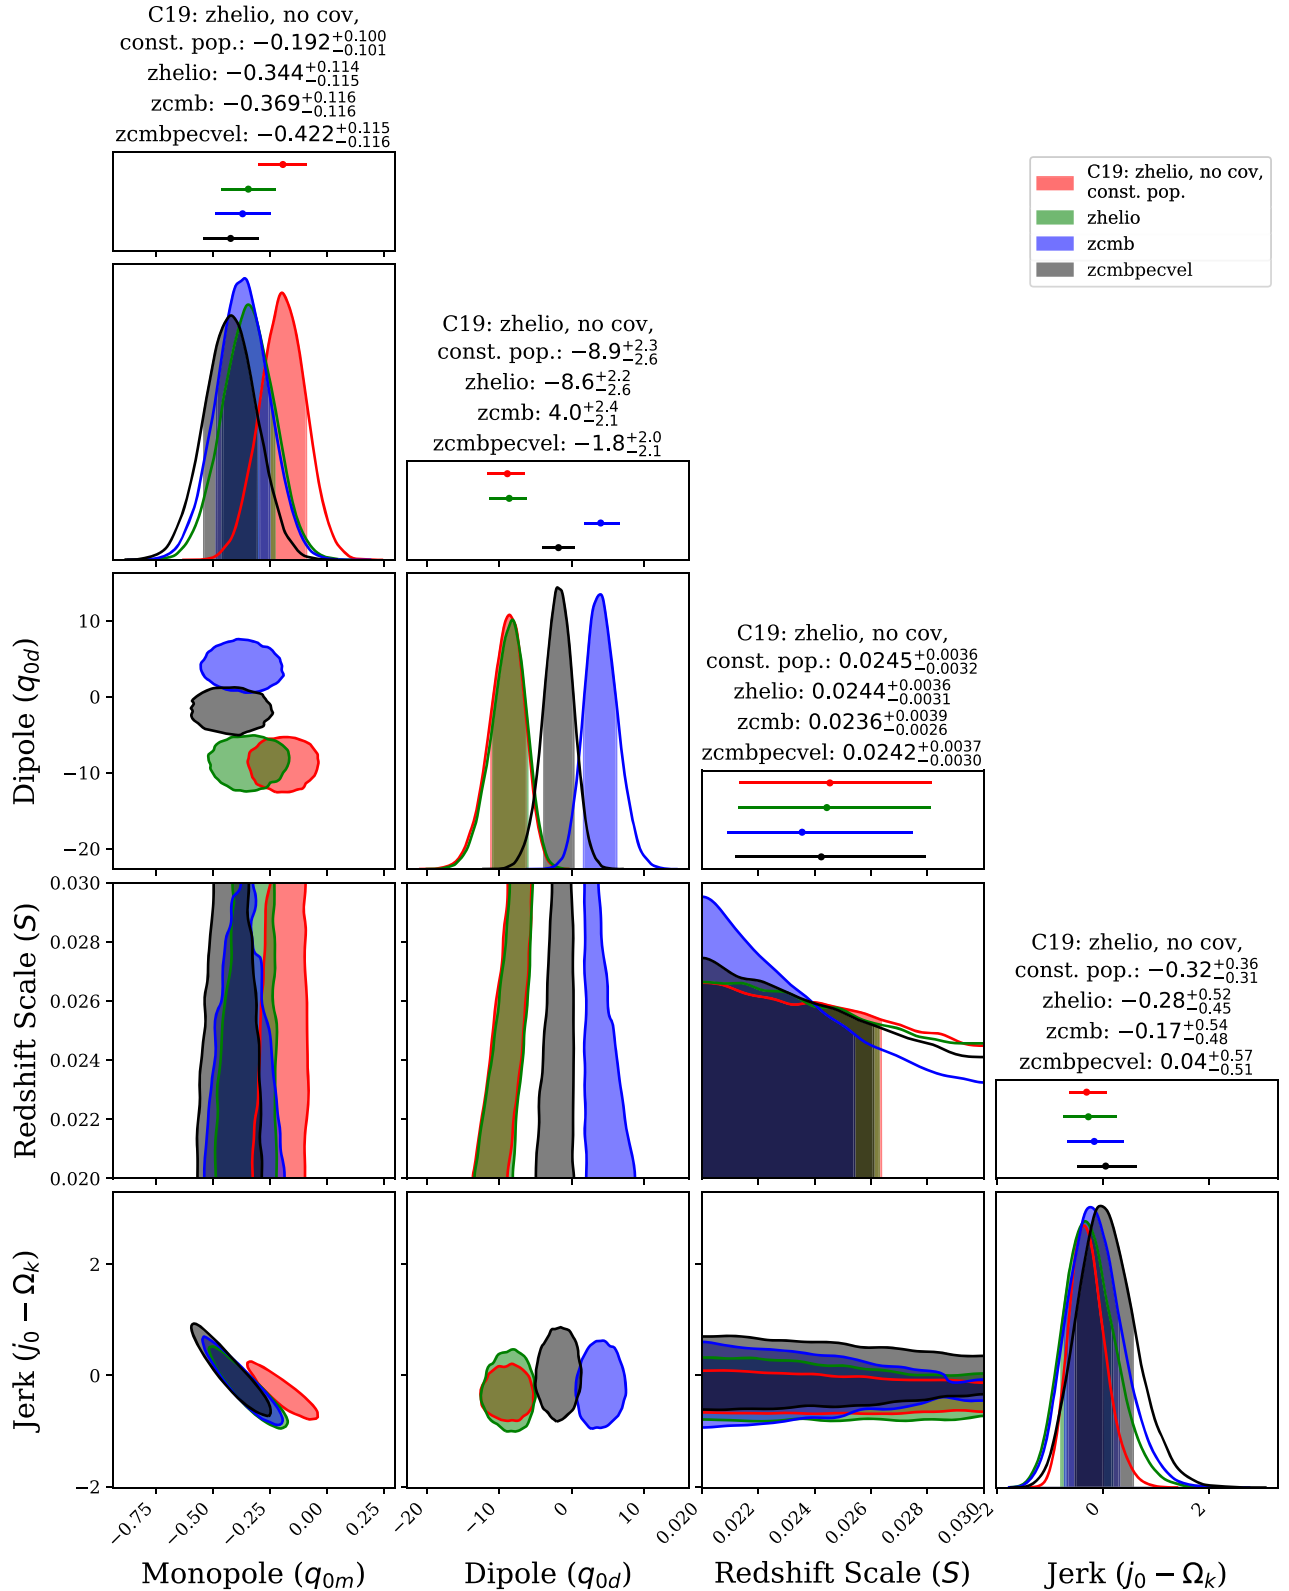 C19: zhelio, no cov,
const. pop.: −0.192 +0.100 −0.101
zhelio: −0.344 +0.114 −0.115
zcmb: −0.369 +0.116 −0.116
zcmbpecvel: −0.422 +0.115 −0.116
C19: zhelio, no cov,
const. pop.
zhelio
zcmb
zcmbpecvel
C19: zhelio, no cov,
const. pop.: −8.9 +2.3 −2.6
zhelio: −8.6 +2.2 −2.6
zcmb: 4.0 +2.4 −2.1
zcmbpecvel: −1.8 +2.0 −2.1
C19: zhelio, no cov,
const. pop.: 0.0245 +0.0036 −0.0032
zhelio: 0.0244 +0.0036 −0.0031
zcmb: 0.0236 +0.0039 −0.0026
zcmbpecvel: 0.0242 +0.0037 −0.0030
C19: zhelio, no cov,
const. pop.: −0.32 +0.36 −0.31
zhelio: −0.28 +0.52 −0.45
zcmb: −0.17 +0.54 −0.48
zcmbpecvel: 0.04 +0.57 −0.51
Dipole (q0d)
10
0
−10
−20
Redshift Scale (S)
0.030
0.028
0.026
0.024
0.022
0.020
Jerk (j0 − Ωk)
2
0
−2
−0.75
−0.50
−0.25
0.00
0.25
−20
−10
0
10
0.020
0.022
0.024
0.026
0.028
0.030
−2
0
2
Monopole (q0m)
Dipole (q0d)
Redshift Scale (S)
Jerk (j0 − Ωk)